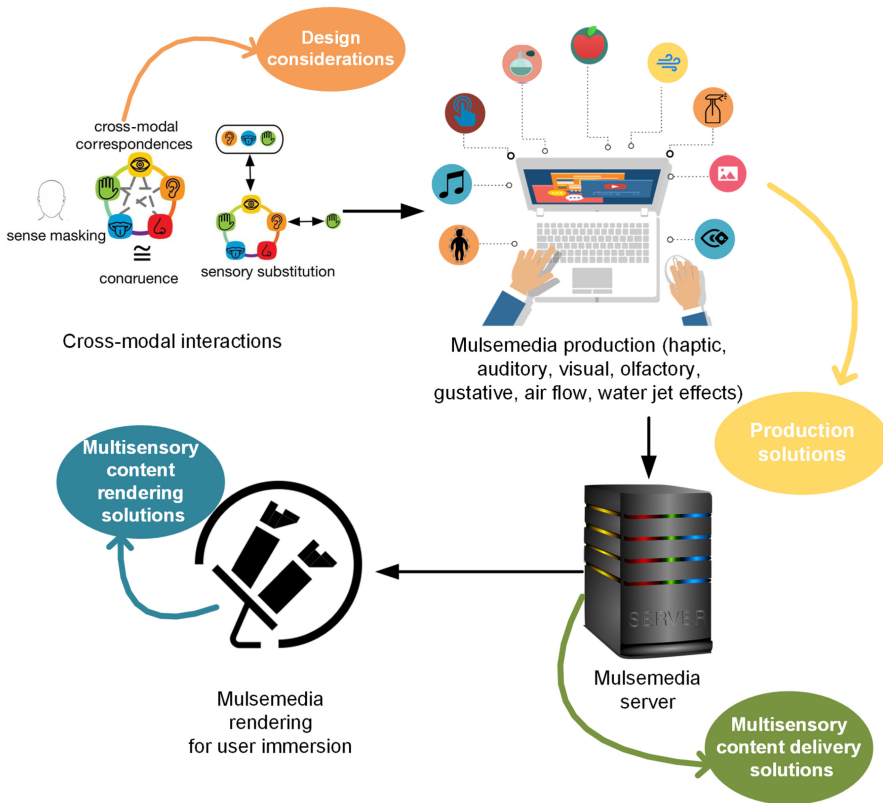 Design
considerations
cross-modal
correspondences
sense masking
≅
congruence
sensory substitution
Cross-modal interactions
Mulsemedia production (haptic,
auditory, visual, olfactory,
gustative, air flow, water jet effects)
Production
solutions
Multisensory
content
rendering
solutions
SERVER
Mulsemedia
server
Mulsemedia
rendering
for user immersion
Multisensory
content delivery
solutions